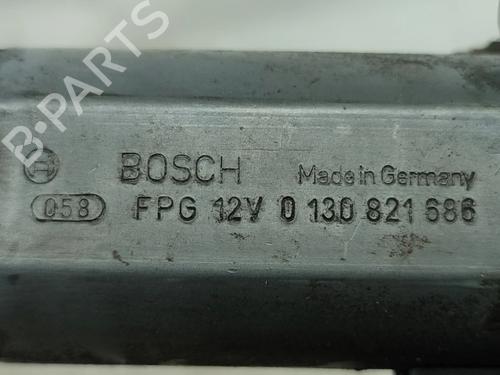 B-PARTS
BOSCH Made in Germany
058 FPG 12V 0 130 821 686